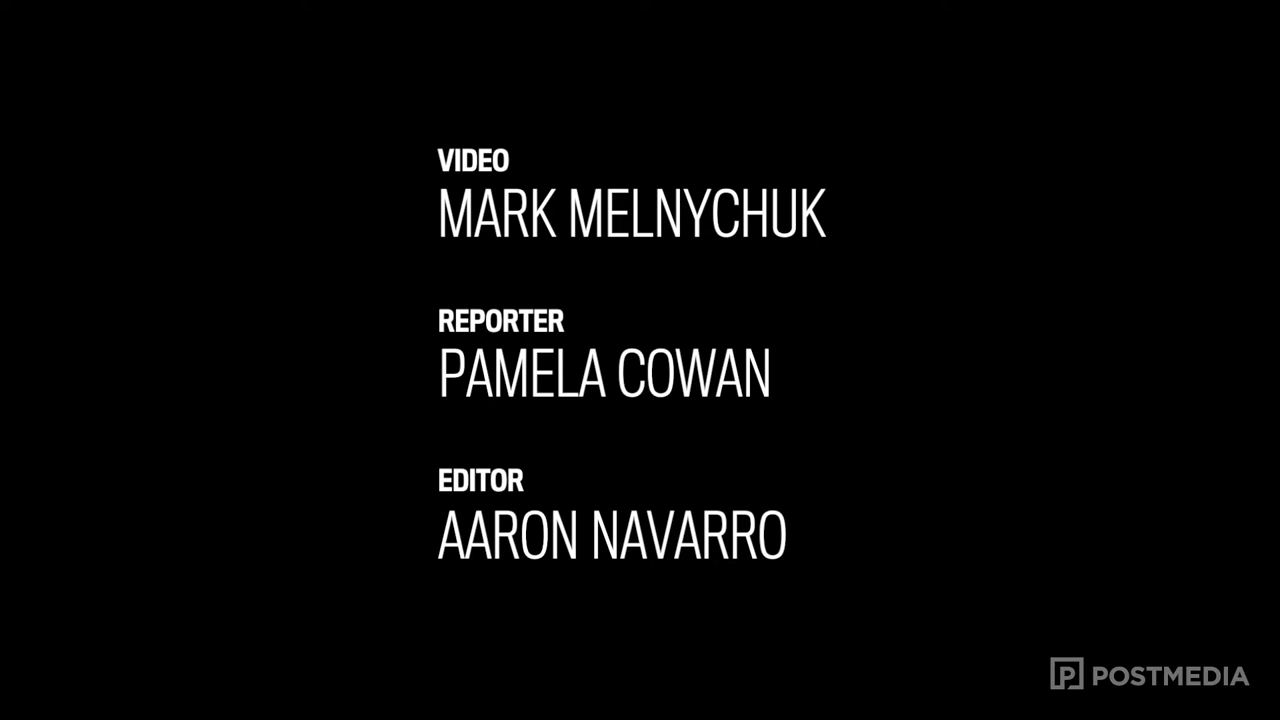 VIDEO
MARK MELNYCHUK
REPORTER
PAMELA COWAN
EDITOR
AARON NAVARRO
P POSTMEDIA